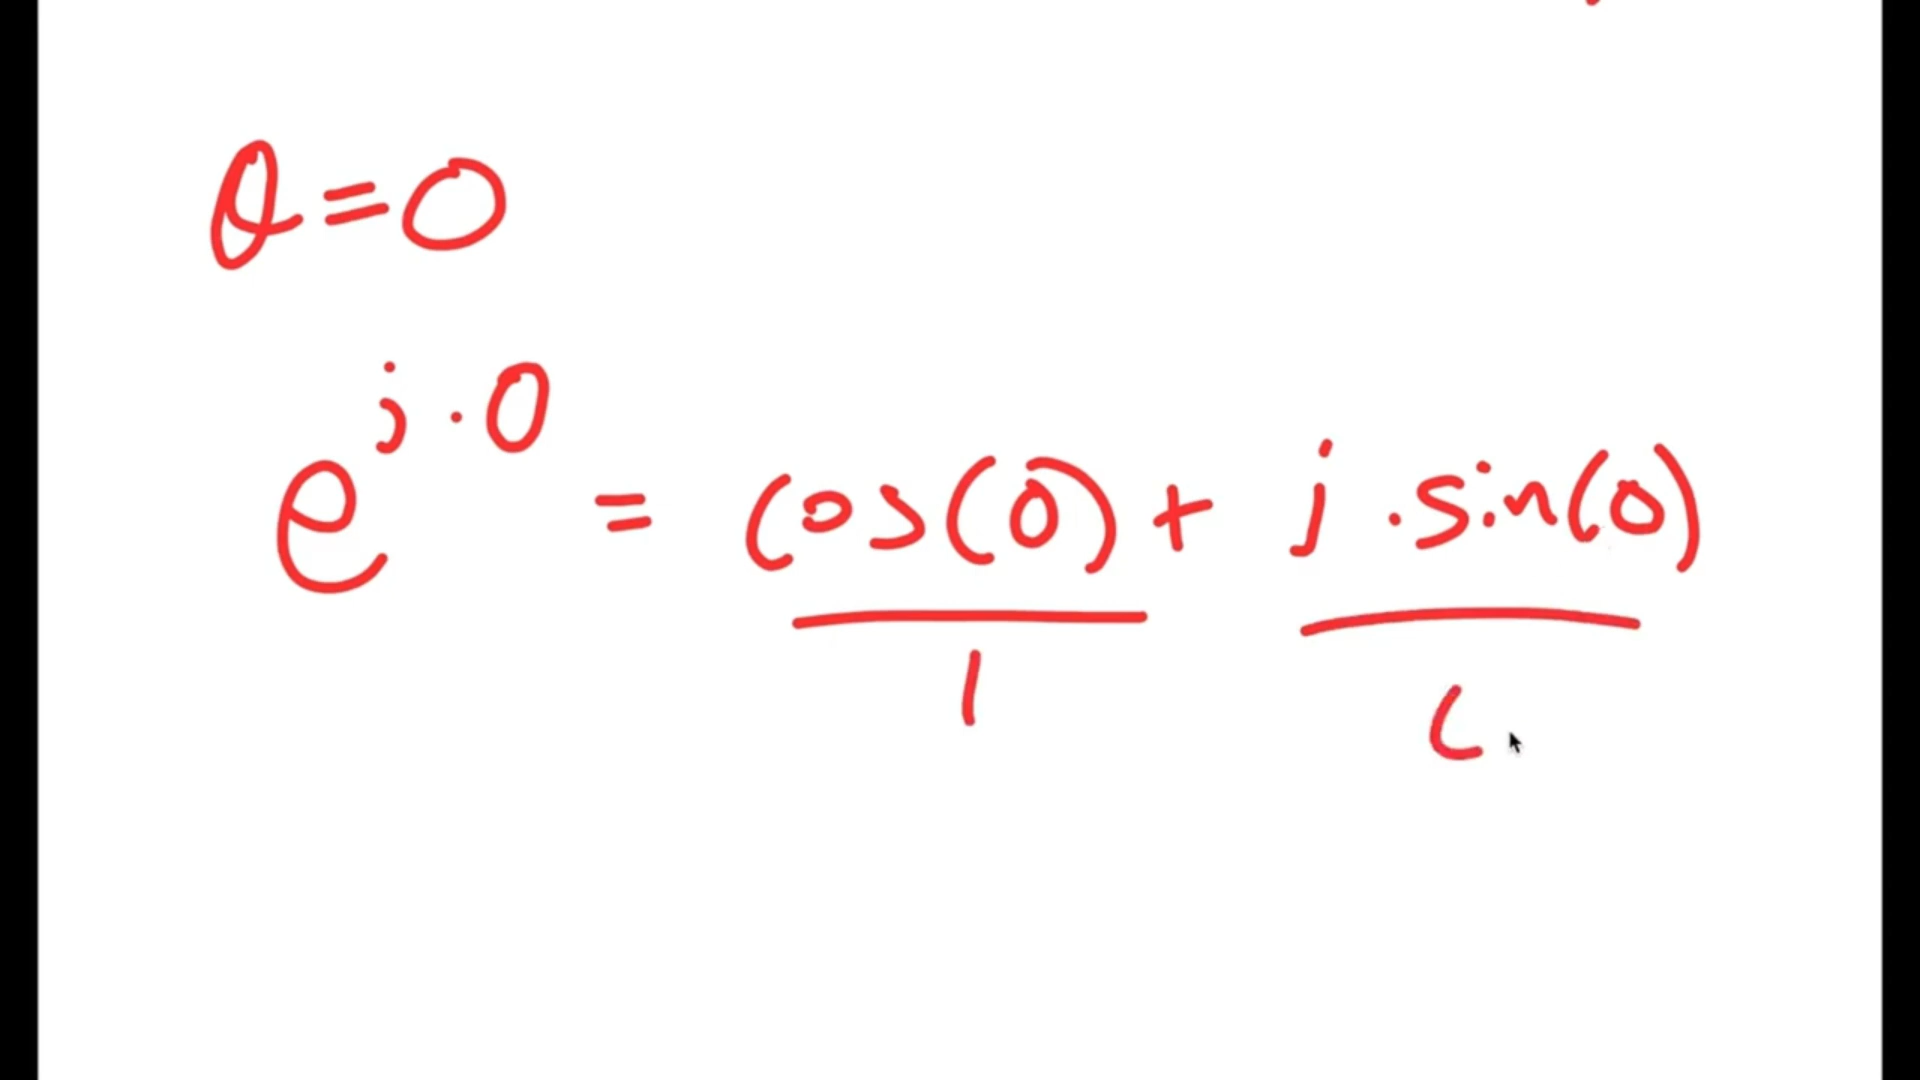 θ=0
e^{j·0} = cos(0) + j·sin(0)
1